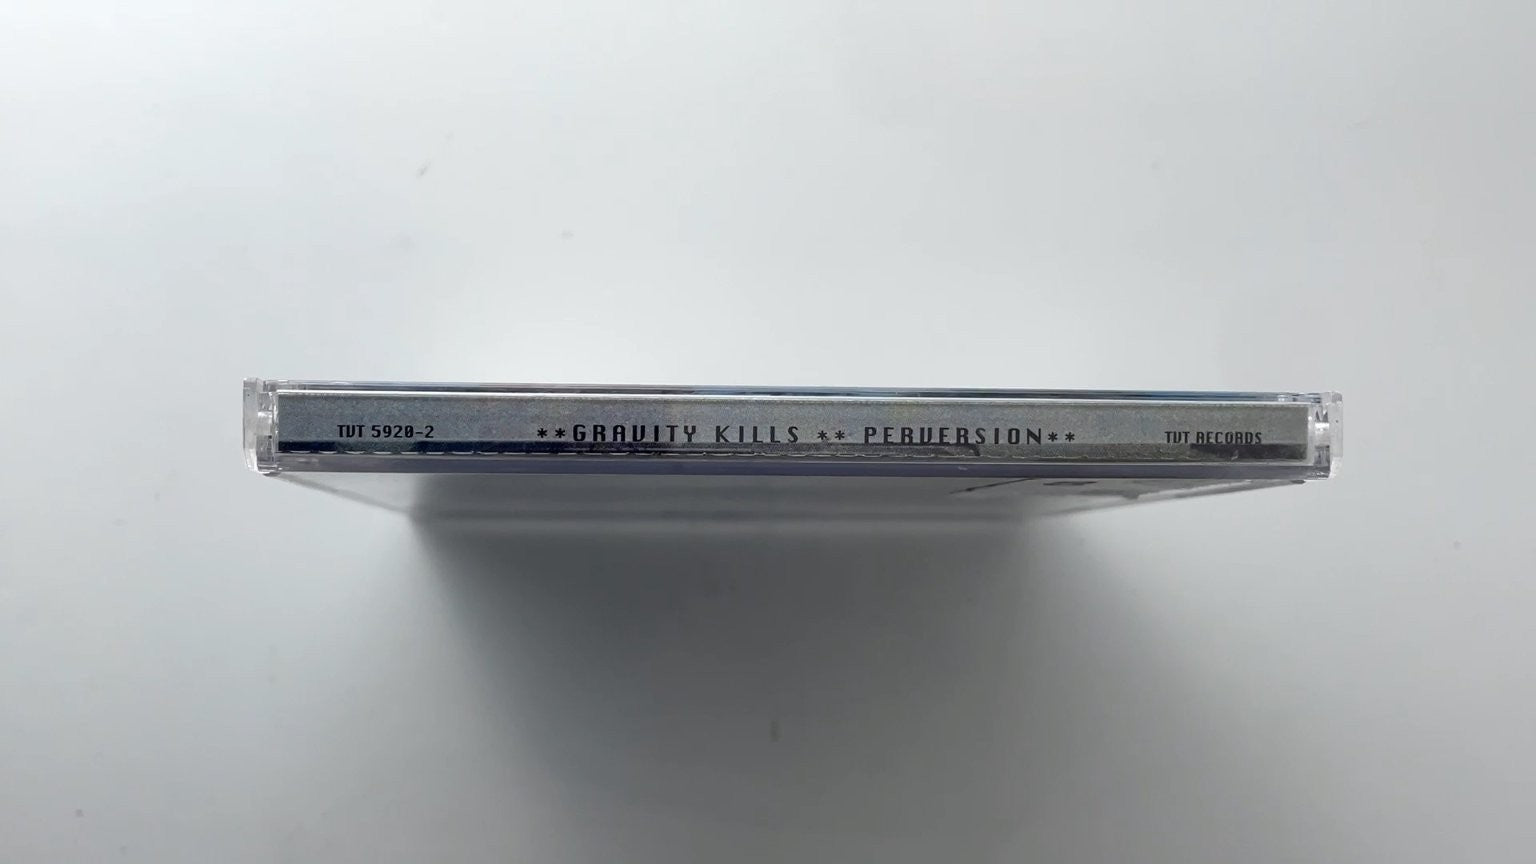 TVT 5920-2 **GRAVITY KILLS ** PERVERSION** TVT RECORDS